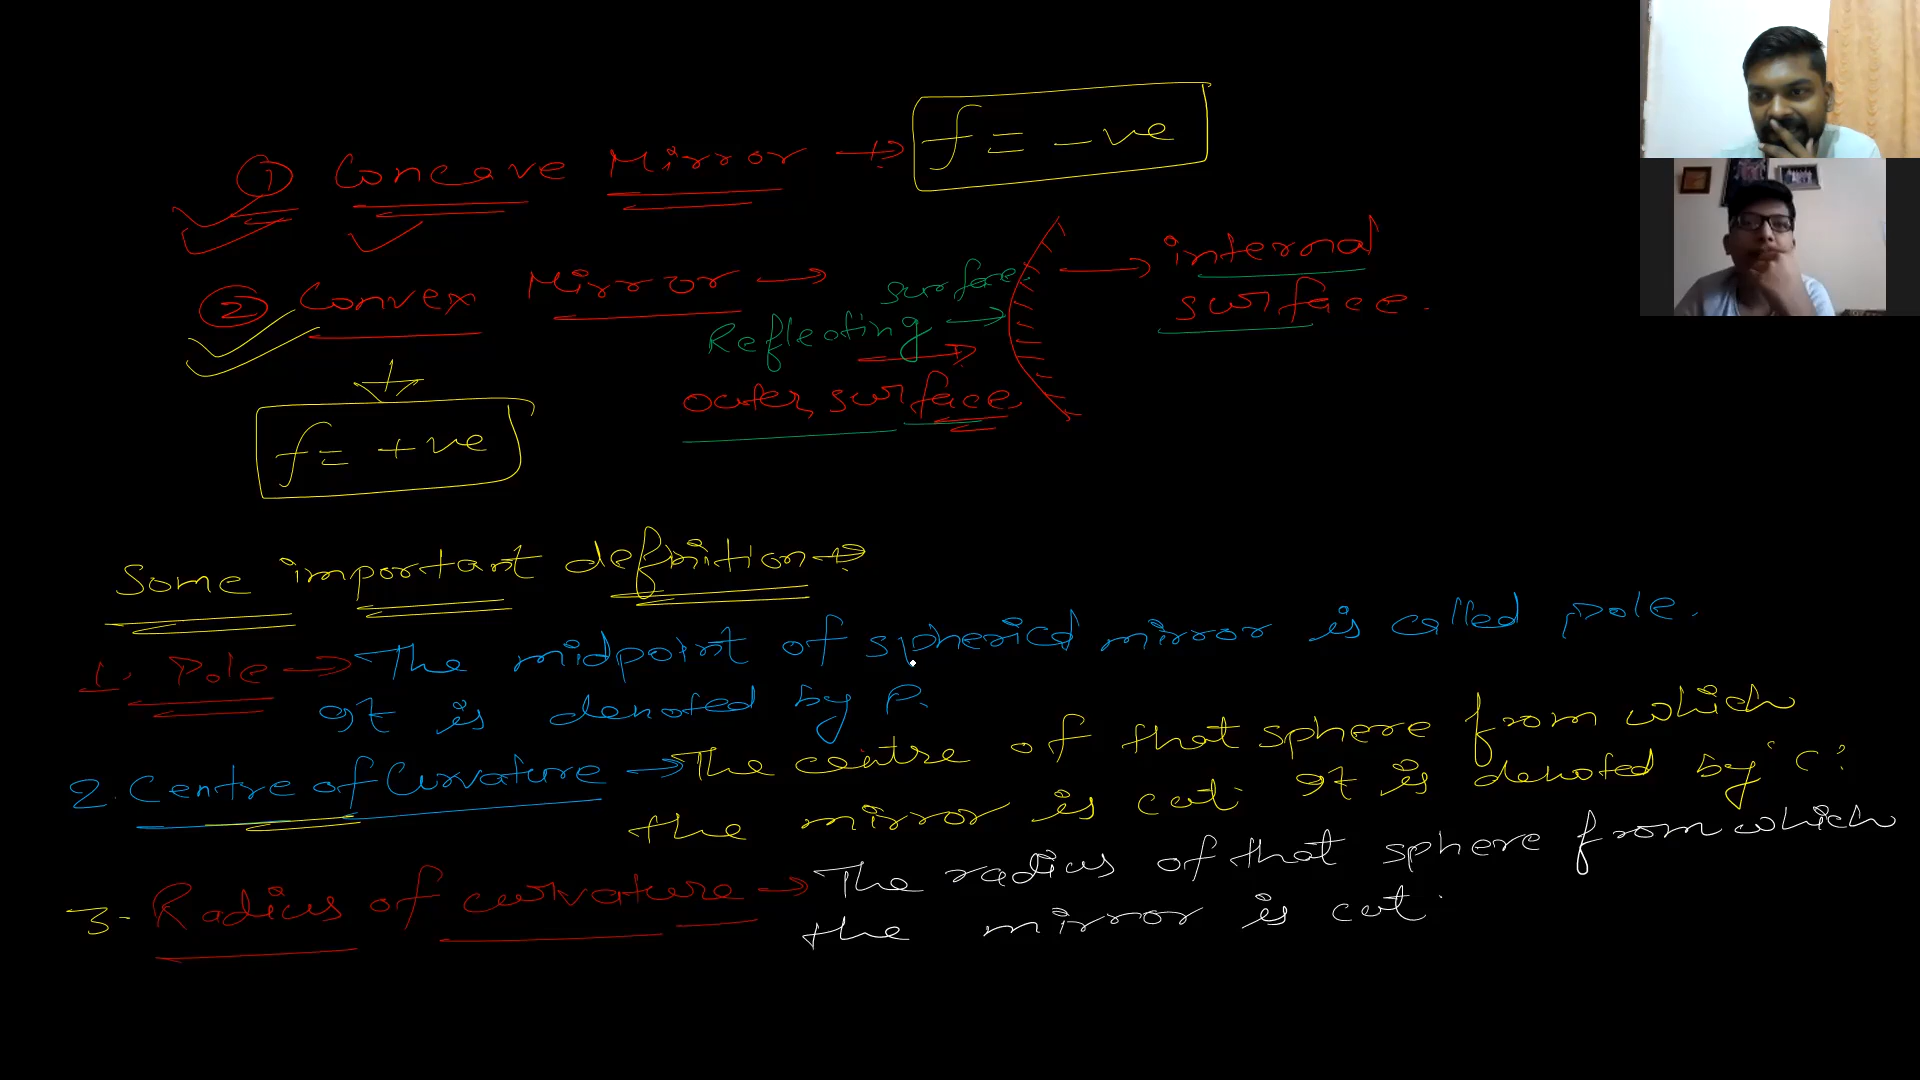 ① Concave Mirror → f = -ve
② Convex Mirror →
f = +ve
surface
Reflecting →
outer surface
→ internal
surface.
Some important definition →
1. Pole → The midpoint of spherical mirror is called pole.
It is denoted by P.
2. Centre of Curvature → The centre of that sphere from which
the mirror is cut. It is denoted by 'C'.
3- Radius of curvature → The radius of that sphere from which
the mirror is cut.